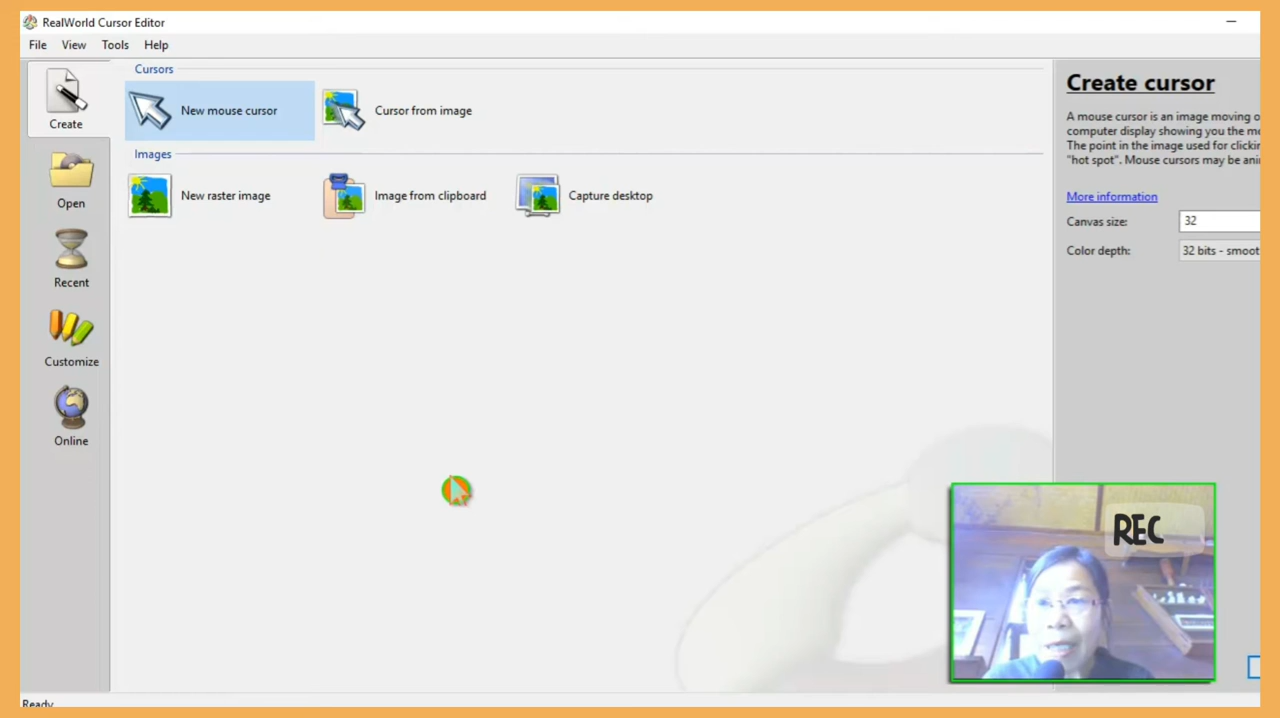 RealWorld Cursor Editor
File View Tools Help
Create
Open
Recent
Customize
Online
Cursors
New mouse cursor
Cursor from image
Images
New raster image
Image from clipboard
Capture desktop
Create cursor
A mouse cursor is an image moving o
computer display showing you the
The point in the image used for
"hot spot". Mouse cursors may be
More information
Canvas size: 32
Color depth: 32 bits - smoot
REC
Ready